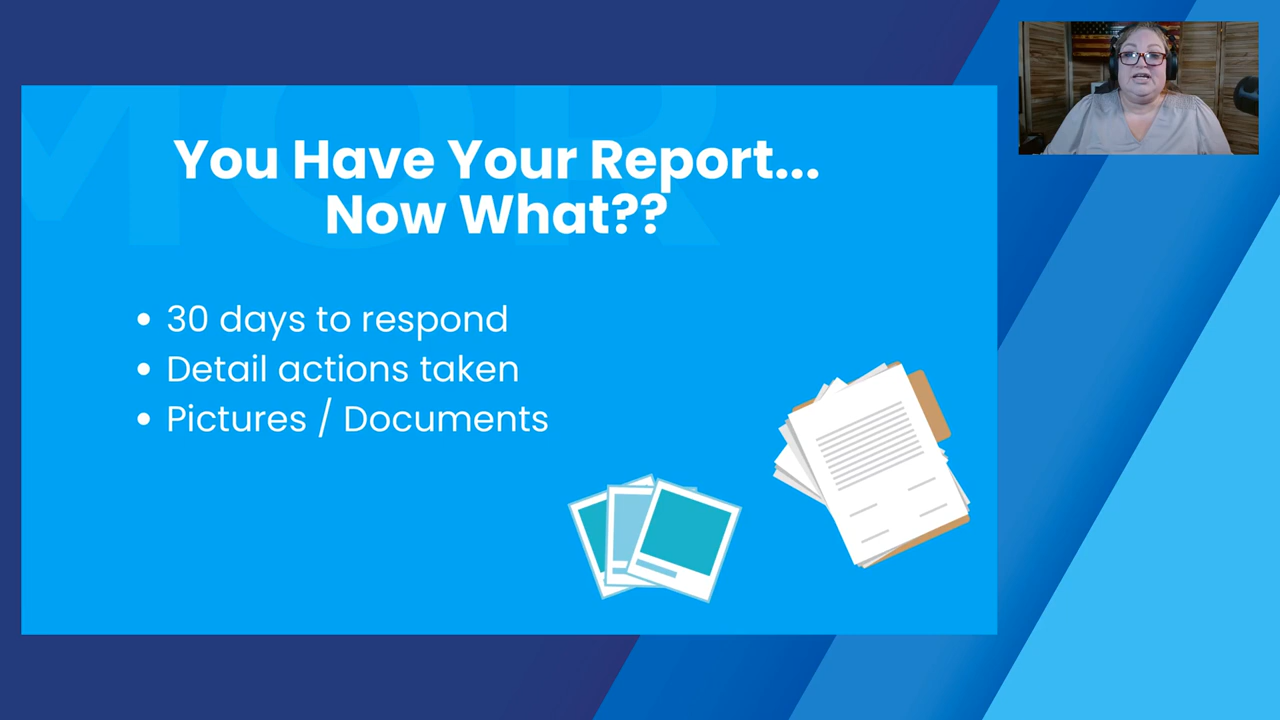 You Have Your Report...
Now What??
• 30 days to respond
• Detail actions taken
• Pictures / Documents